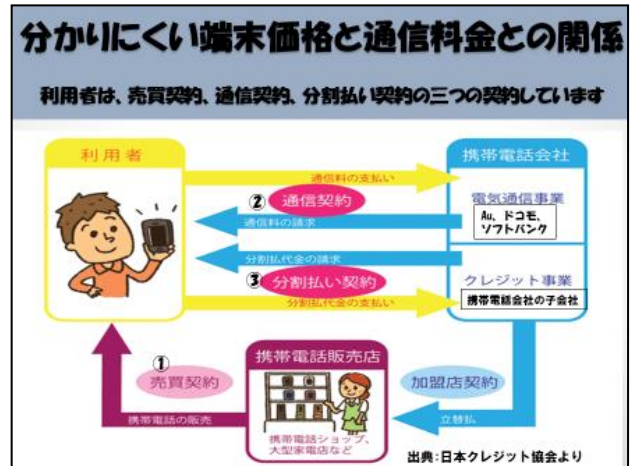 分かりにくい端末価格と通信料金との関係
利用者は、売買契約、通信契約、分割払い契約の三つの契約しています
利用者
携帯電話会社
通信料の支払い
電気通信事業
Au、ドコモ、
ソフトバンク
②
通信契約
通信料の請求
分割払代金の請求
③
分割払い契約
クレジット事業
携帯電話会社の子会社
分割払代金の支払い
①
売買契約
携帯電話販売店
加盟店契約
携帯電話の販売
立替払
携帯電話ショップ、
大型家電店など
出典：日本クレジット協会より